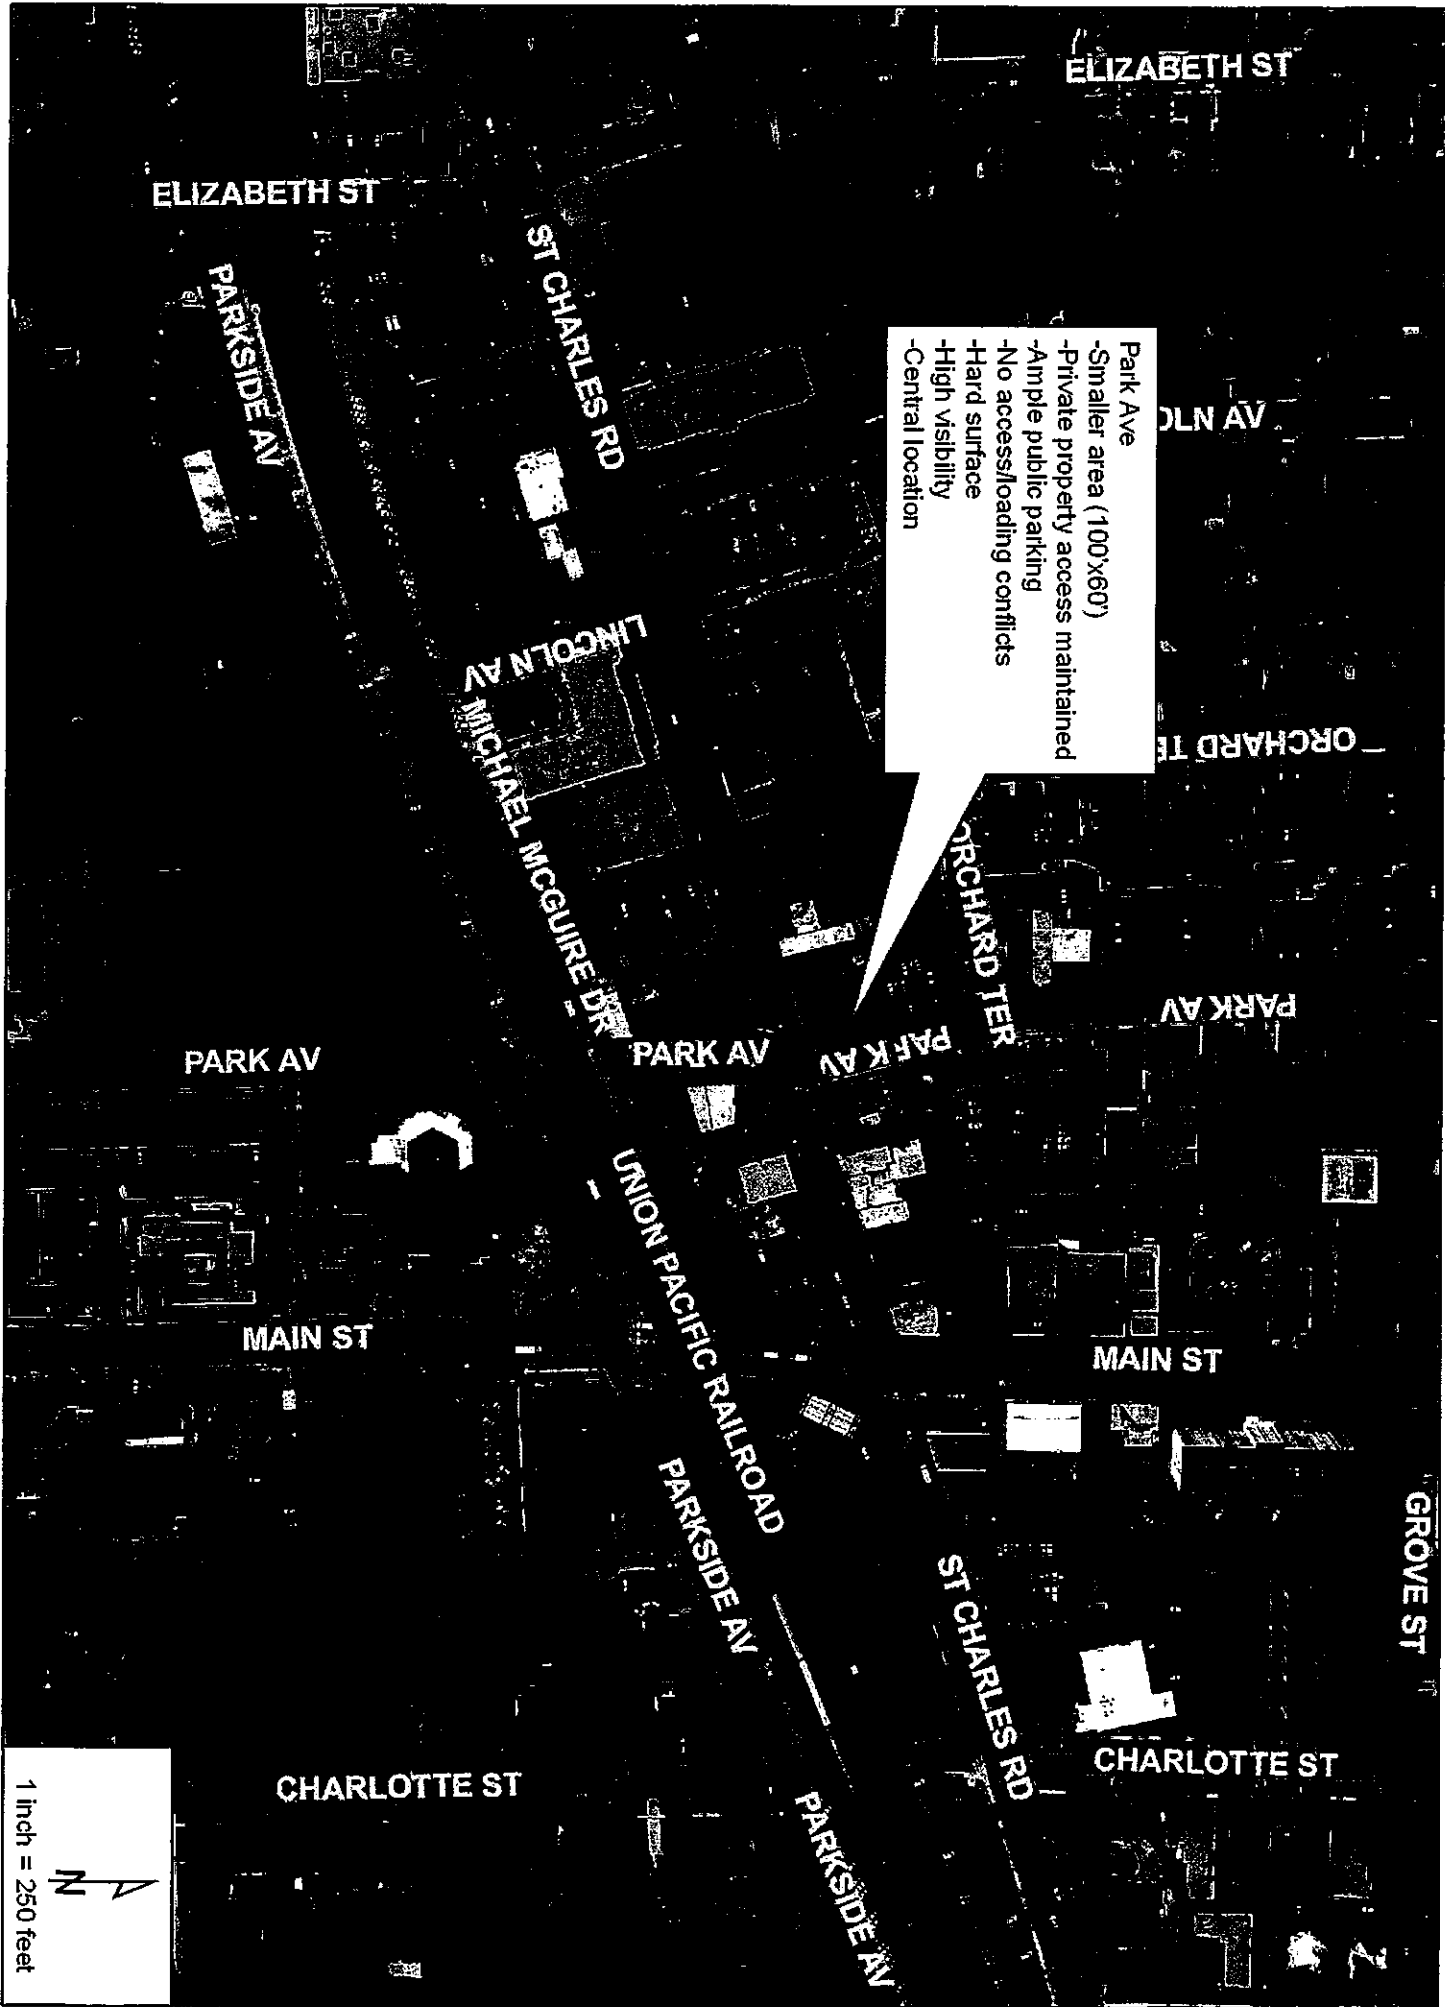 ELIZABETH ST
ELIZABETH ST
ST CHARLES RD
PARKSIDE AV
Park Ave
-Smaller area (100'x60')
-Private property access maintained
-Ample public parking
-No access/loading conflicts
-Hard surface
-High visibility
-Central location
OLN AV
LINCOLN AV
ORCHARD TE
MICHAEL MCGUIRE DR
ORCHARD TER
PARK AV
PARK AV
PARK AV
PARK AV
UNION PACIFIC RAILROAD
MAIN ST
MAIN ST
PARKSIDE AV
GROVE ST
ST CHARLES RD
CHARLOTTE ST
CHARLOTTE ST
PARKSIDE AV
N
1 inch = 250 feet